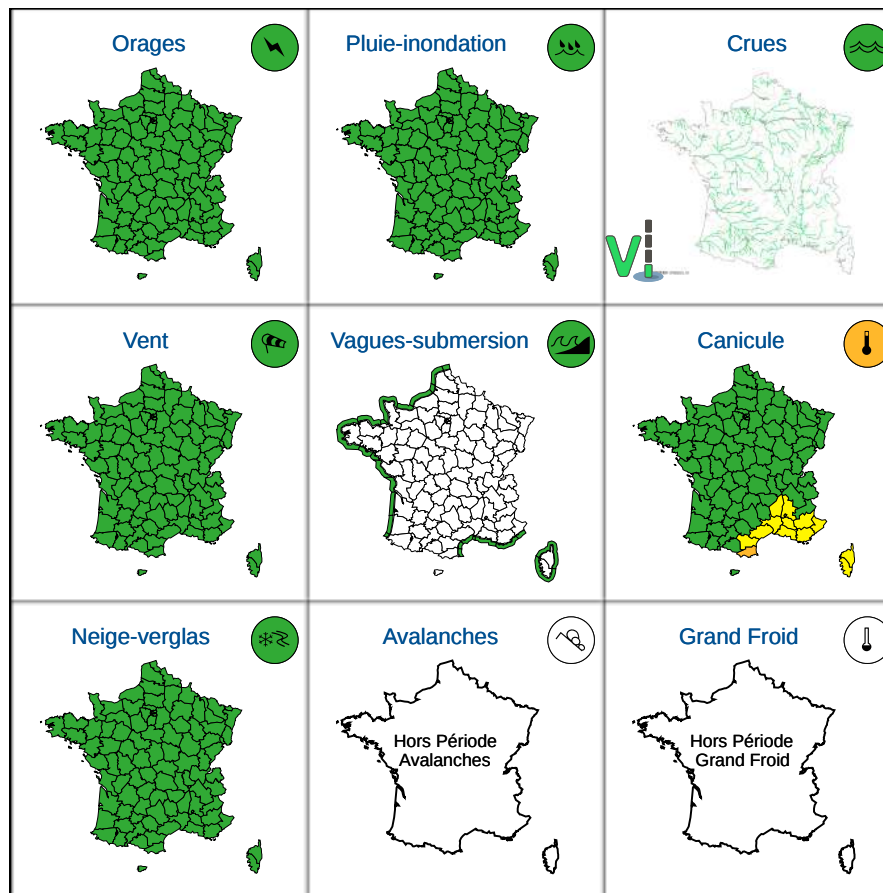 Orages
Pluie-inondation
Crues
Vi
Vent
Vagues-submersion
Canicule
Neige-verglas
Avalanches
Grand Froid
Hors Période
Avalanches
Hors Période
Grand Froid